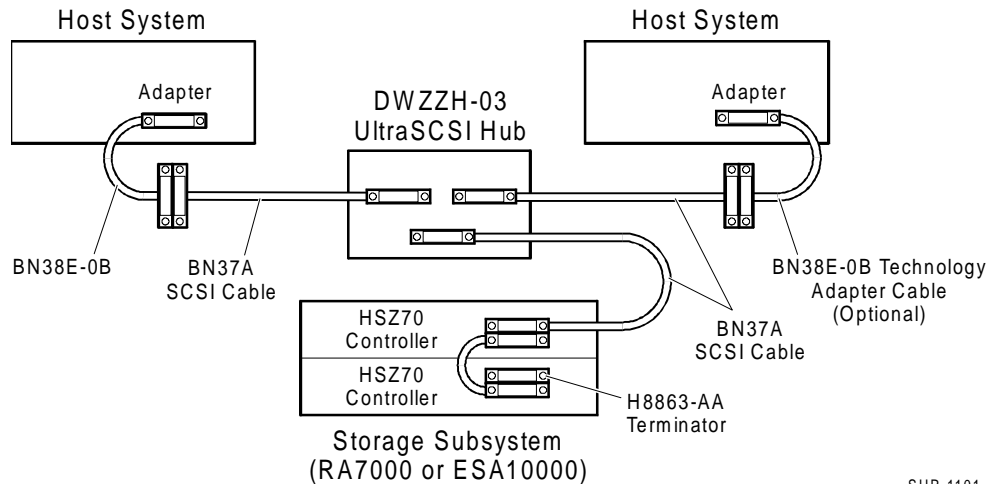 Host System
Host System
Adapter
Adapter
DWZZH-03
UltraSCSI Hub
BN38E-0B
BN37A
SCSI Cable
BN38E-0B Technology
Adapter Cable
(Optional)
BN37A
SCSI Cable
HSZ70
Controller
HSZ70
Controller
H8863-AA
Terminator
Storage Subsystem
(RA7000 or ESA10000)